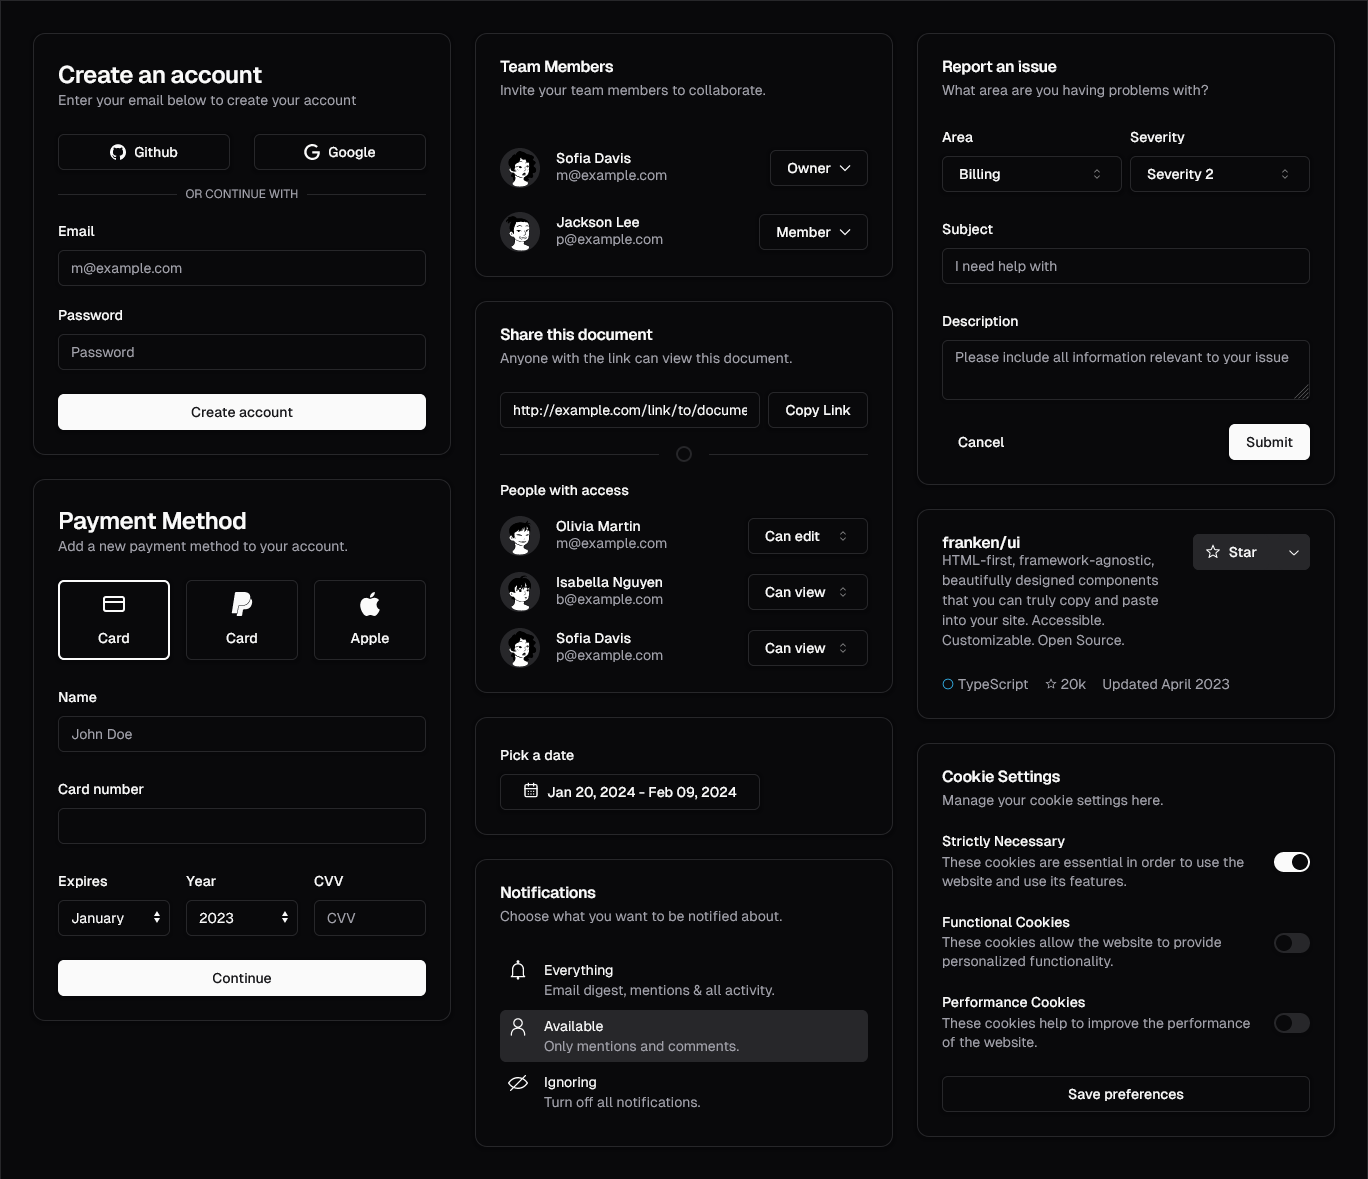 Create an account
Enter your email below to create your account
Github
Google
OR CONTINUE WITH
Email
m@example.com
Password
Password
Create account
Payment Method
Add a new payment method to your account.
Card
Card
Apple
Name
John Doe
Card number
Expires
Year
CVV
January
2023
CVV
Continue
Team Members
Invite your team members to collaborate.
Sofia Davis
m@example.com
Owner
Jackson Lee
p@example.com
Member
Share this document
Anyone with the link can view this document.
http://example.com/link/to/docume
Copy Link
People with access
Olivia Martin
m@example.com
Can edit
Isabella Nguyen
b@example.com
Can view
Sofia Davis
p@example.com
Can view
Pick a date
Jan 20, 2024 - Feb 09, 2024
Notifications
Choose what you want to be notified about.
Everything
Email digest, mentions & all activity.
Available
Only mentions and comments.
Ignoring
Turn off all notifications.
Report an issue
What area are you having problems with?
Area
Severity
Billing
Severity 2
Subject
I need help with
Description
Please include all information relevant to your issue
Cancel
Submit
franken/ui
HTML-first, framework-agnostic,
beautifully designed components
that you can truly copy and paste
into your site. Accessible.
Customizable. Open Source.
Star
TypeScript
20k
Updated April 2023
Cookie Settings
Manage your cookie settings here.
Strictly Necessary
These cookies are essential in order to use the
website and use its features.
Functional Cookies
These cookies allow the website to provide
personalized functionality.
Performance Cookies
These cookies help to improve the performance
of the website.
Save preferences